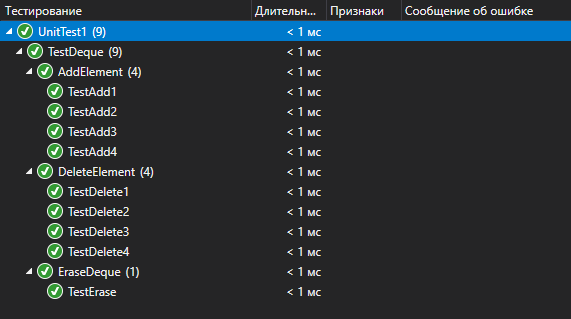 Тестирование Длительн... Признаки Сообщение об ошибке
UnitTest1 (9) < 1 мс
TestDeque (9) < 1 мс
AddElement (4) < 1 мс
TestAdd1 < 1 мс
TestAdd2 < 1 мс
TestAdd3 < 1 мс
TestAdd4 < 1 мс
DeleteElement (4) < 1 мс
TestDelete1 < 1 мс
TestDelete2 < 1 мс
TestDelete3 < 1 мс
TestDelete4 < 1 мс
EraseDeque (1) < 1 мс
TestErase < 1 мс